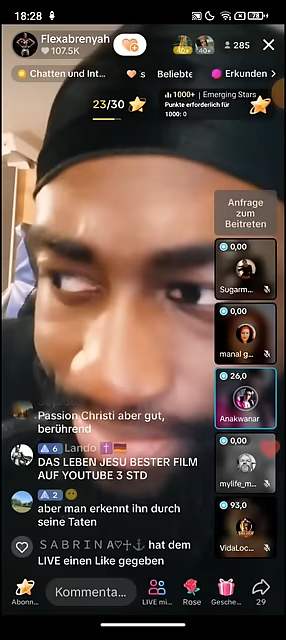 18:28
78
Flexabrenyah
107.5K
40+
40+
285
Chatten und Int...
s
Beliebte
Erkunden >
23/30
1000+ | Emerging Stars
Punkte erforderlich für
1000: 0
Anfrage
zum
Beitreten
0,00
Sugarm...
0,00
manal g...
26,0
Anakwanar
0,00
mylife_m...
93,0
VidaLoc...
Passion Christi aber gut,
berührend
6 Lando ✝️🇩🇪
DAS LEBEN JESU BESTER FILM
AUF YOUTUBE 3 STD
2
aber man erkennt ihn durch
seine Taten
S A B R I N A♡☥⚓ hat dem
LIVE einen Like gegeben
Abonn...
Kommenta...
LIVE mi...
Rose
Gesche...
29